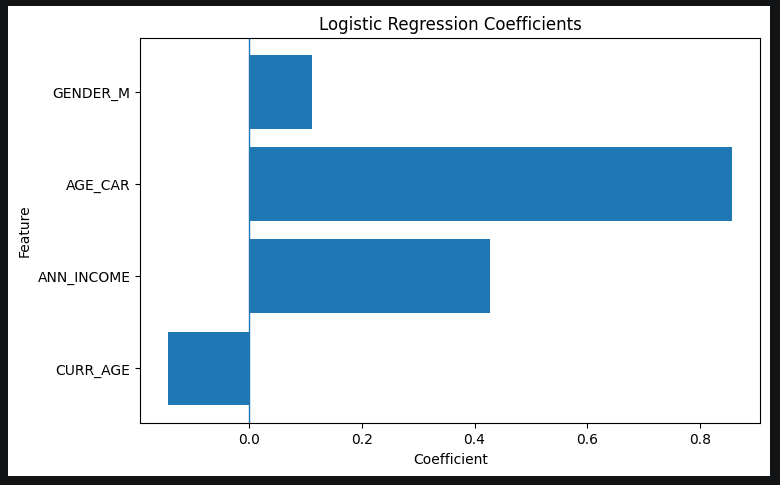 Logistic Regression Coefficients
GENDER_M
AGE_CAR
ANN_INCOME
CURR_AGE
Feature
0.0 0.2 0.4 0.6 0.8
Coefficient